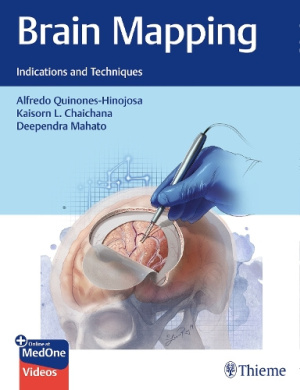 Brain Mapping
Indications and Techniques
Alfredo Quinones-Hinojosa
Kaisorn L. Chaichana
Deependra Mahato
Online at
MedOne
Videos
Thieme